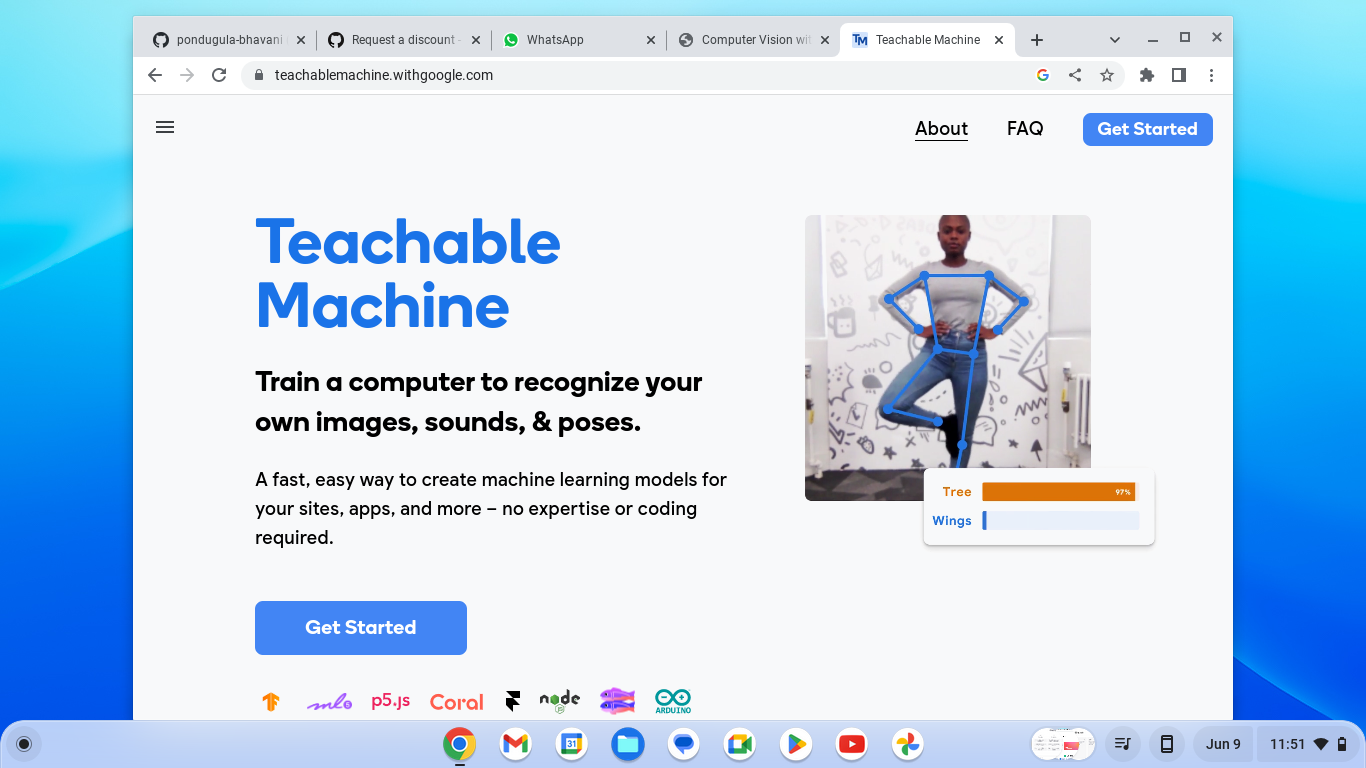 pondugula-bhavani
Request a discount -
WhatsApp
Computer Vision wit
Teachable Machine
teachablemachine.withgoogle.com
About
FAQ
Get Started
Teachable
Machine
Train a computer to recognize your
own images, sounds, & poses.
A fast, easy way to create machine learning models for
your sites, apps, and more – no expertise or coding
required.
Tree
97%
Wings
Get Started
ml5
p5.js
Coral
node
JS
ARDUINO
31
Jun 9
11:51